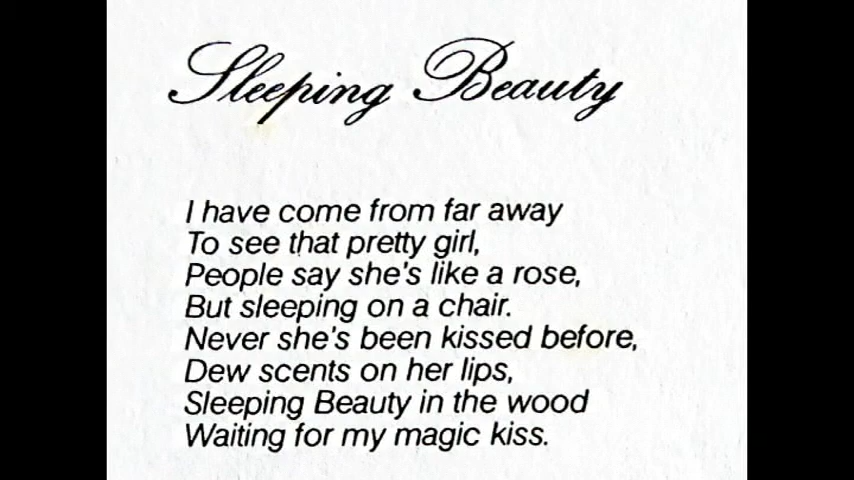 Sleeping Beauty
I have come from far away
To see that pretty girl,
People say she's like a rose,
But sleeping on a chair.
Never she's been kissed before,
Dew scents on her lips,
Sleeping Beauty in the wood
Waiting for my magic kiss.